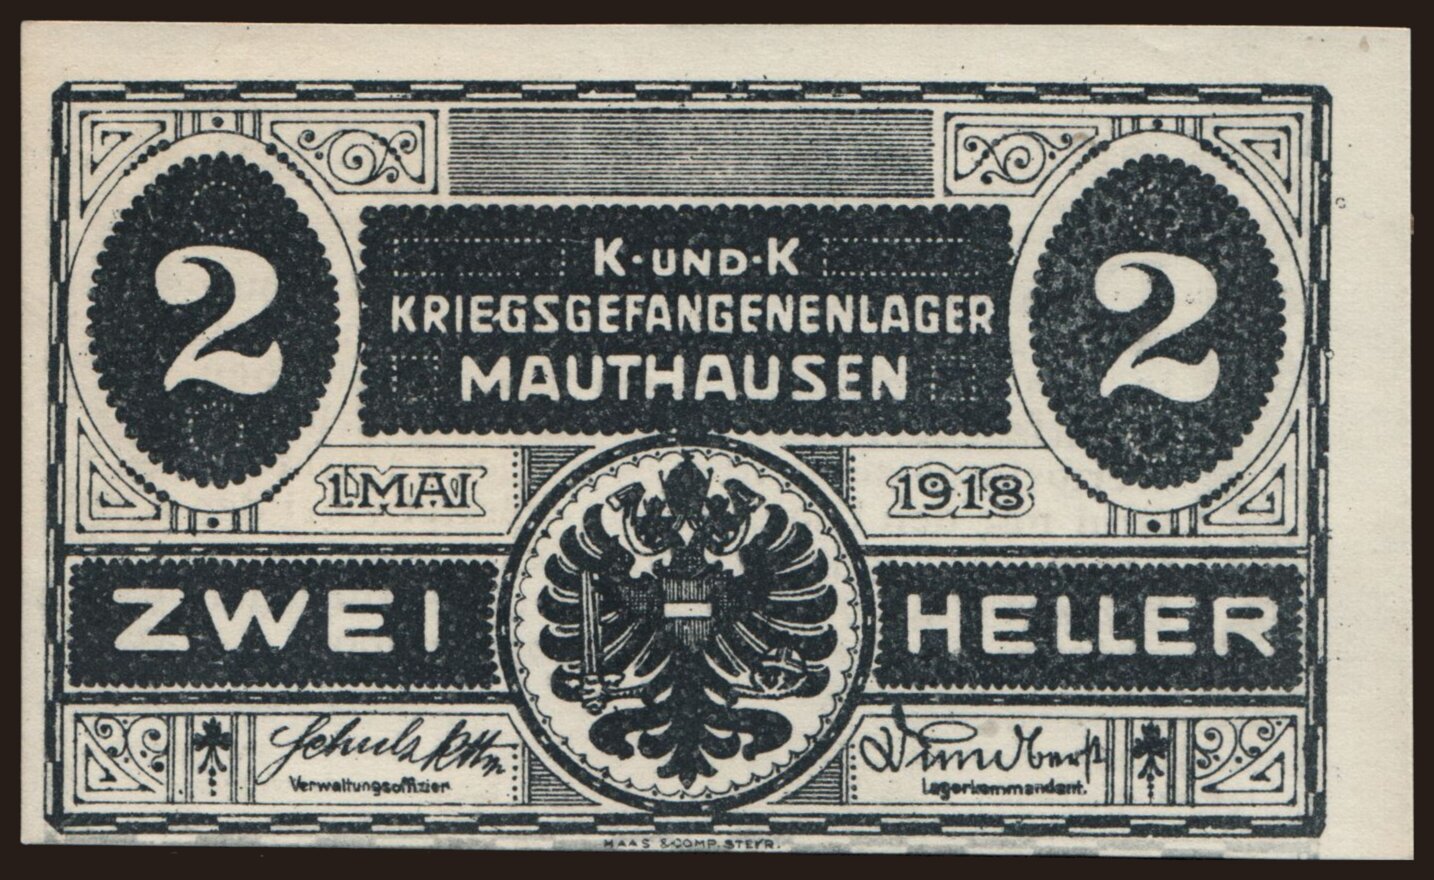 2 2
K·UND·K
KRIEGSGEFANGENENLAGER
MAUTHAUSEN
1.MAI 1918
ZWEI HELLER
Verwaltungsoffizier Lagerkommandant.
HAAS & COMP. STEYR.